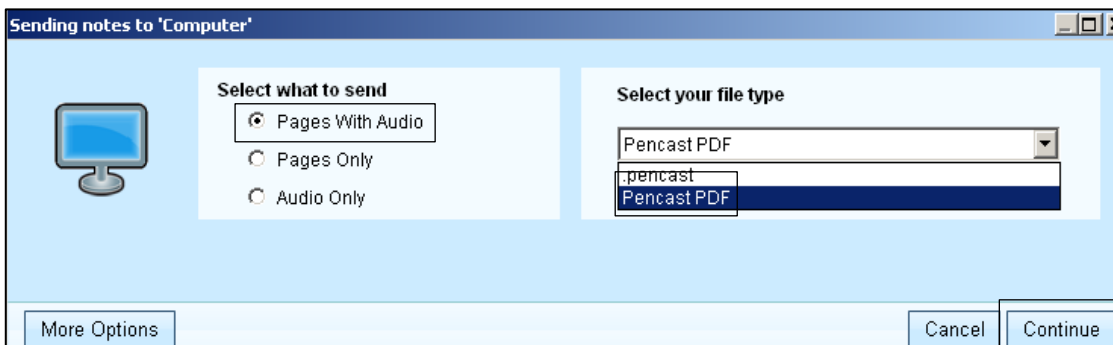 Sending notes to 'Computer'
Select what to send
Pages With Audio
Pages Only
Audio Only
Select your file type
Pencast PDF
.pencast
Pencast PDF
More Options
Cancel
Continue